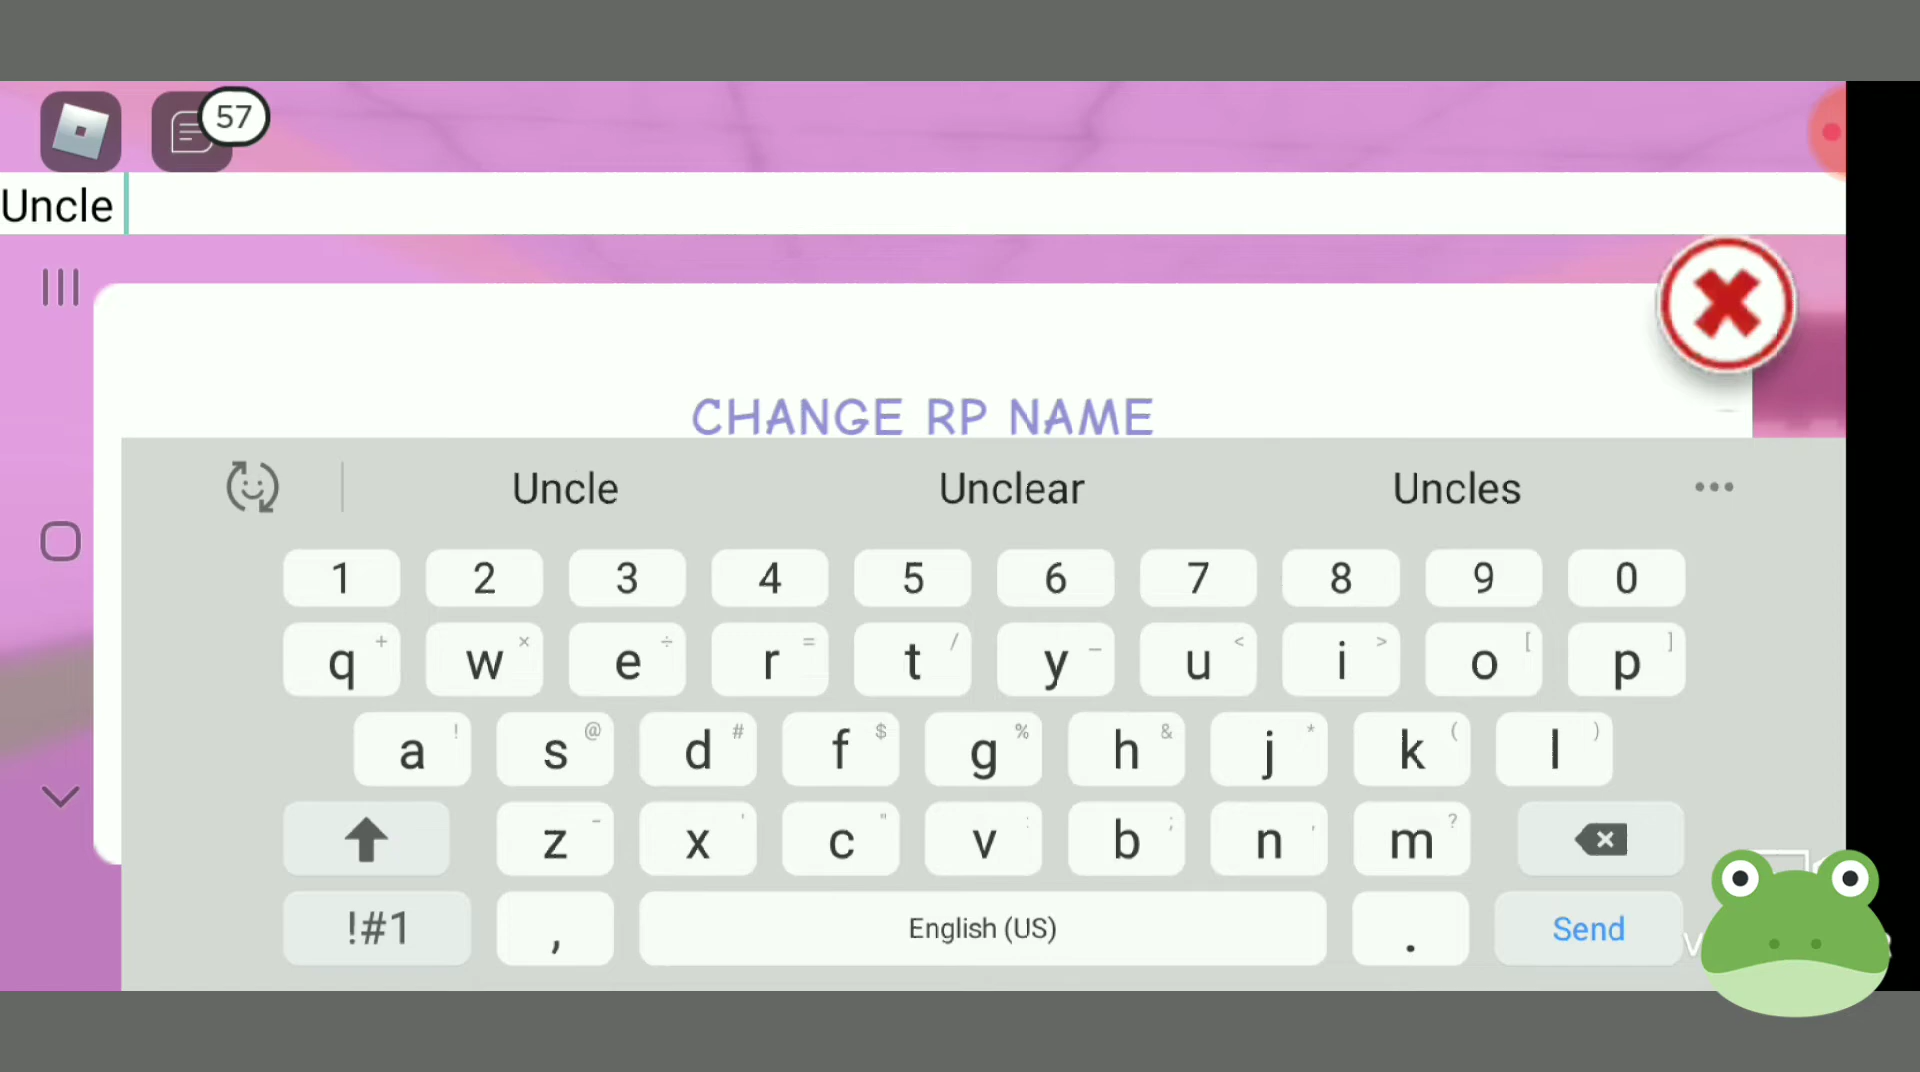 57
Uncle
CHANGE RP NAME
Uncle Unclear Uncles •••
1 2 3 4 5 6 7 8 9 0
q + w × e ÷ r = t / y _ u < i > o [ p ]
a ! s @ d # f $ g % h & j * k ( l )
z - x ' c " v : b ; n , m ?
!#1 , English (US) . Send